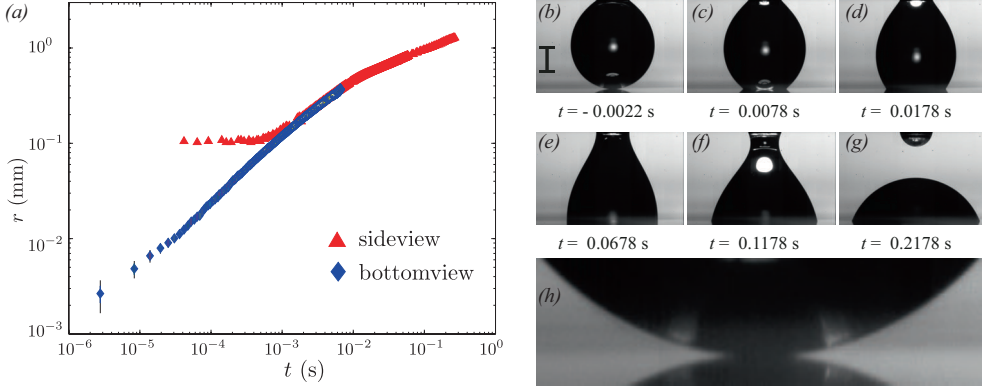 (a)
10^0
10^-1
10^-2
10^-3
r (mm)
10^-6 10^-5 10^-4 10^-3 10^-2 10^-1 10^0
t (s)
sideview
bottomview
(b) (c) (d)
t = - 0.0022 s t = 0.0078 s t = 0.0178 s
(e) (f) (g)
t = 0.0678 s t = 0.1178 s t = 0.2178 s
(h)